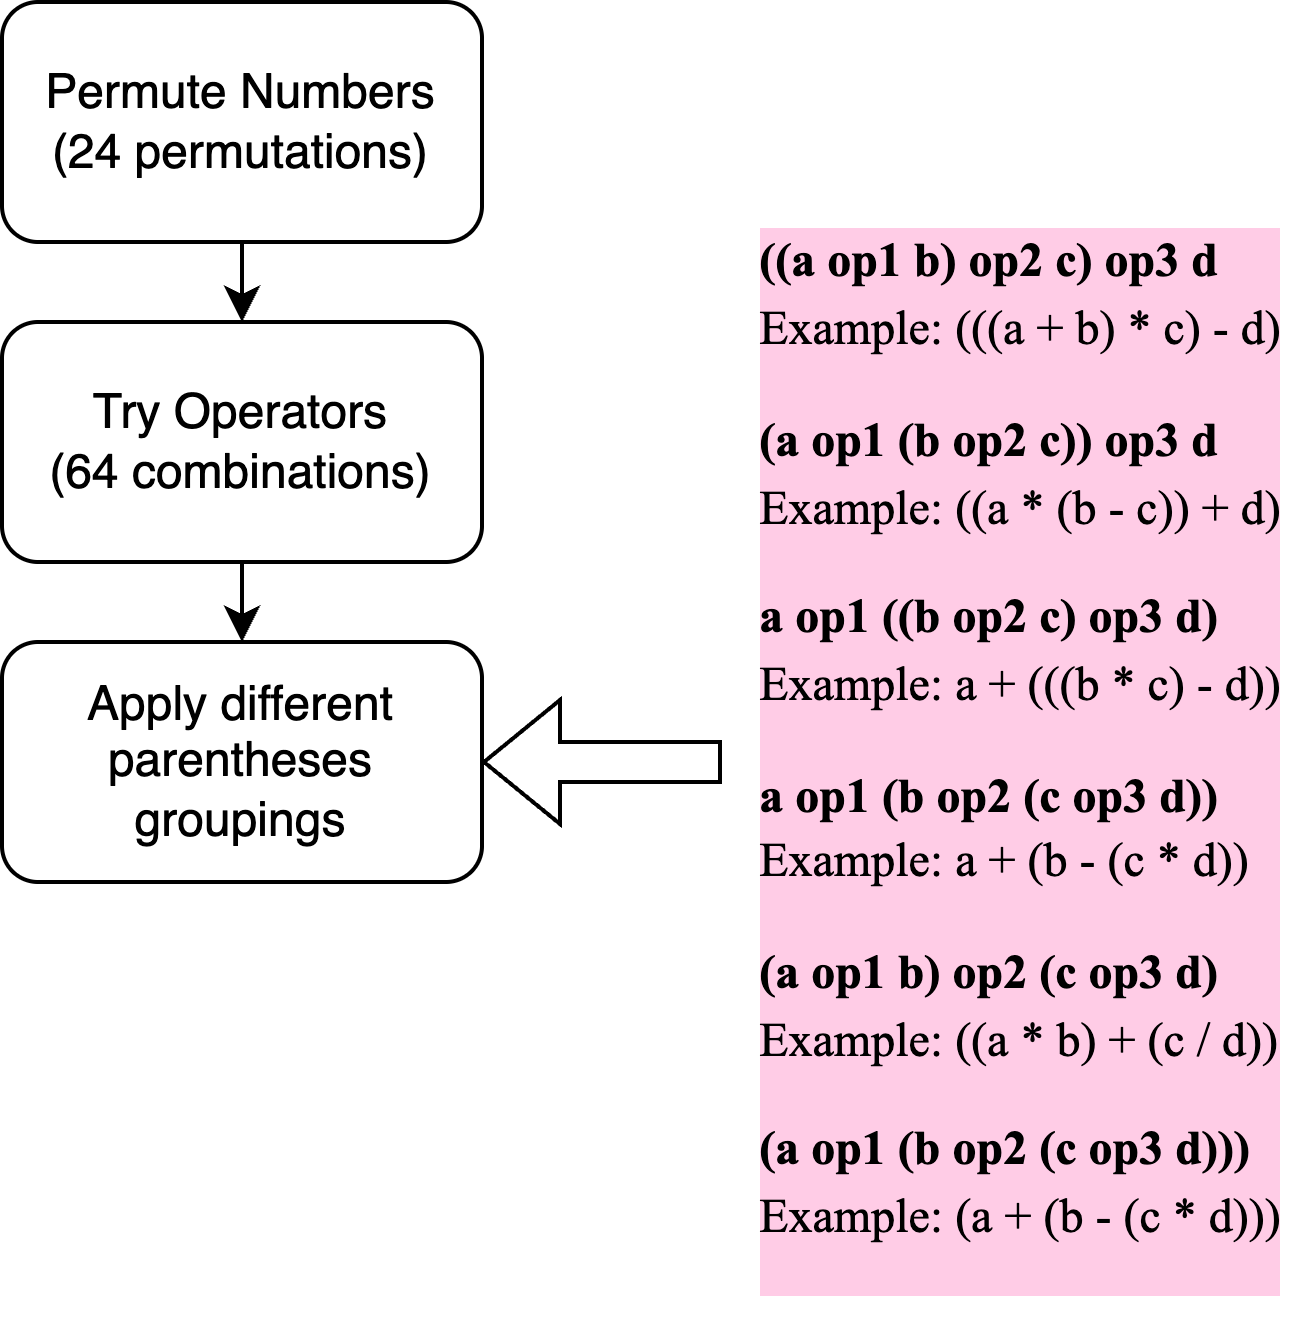 Permute Numbers
(24 permutations)
Try Operators
(64 combinations)
Apply different
parentheses
groupings
((a op1 b) op2 c) op3 d
Example: (((a + b) * c) - d)
(a op1 (b op2 c)) op3 d
Example: ((a * (b - c)) + d)
a op1 ((b op2 c) op3 d)
Example: a + (((b * c) - d))
a op1 (b op2 (c op3 d))
Example: a + (b - (c * d))
(a op1 b) op2 (c op3 d)
Example: ((a * b) + (c / d))
(a op1 (b op2 (c op3 d)))
Example: (a + (b - (c * d)))